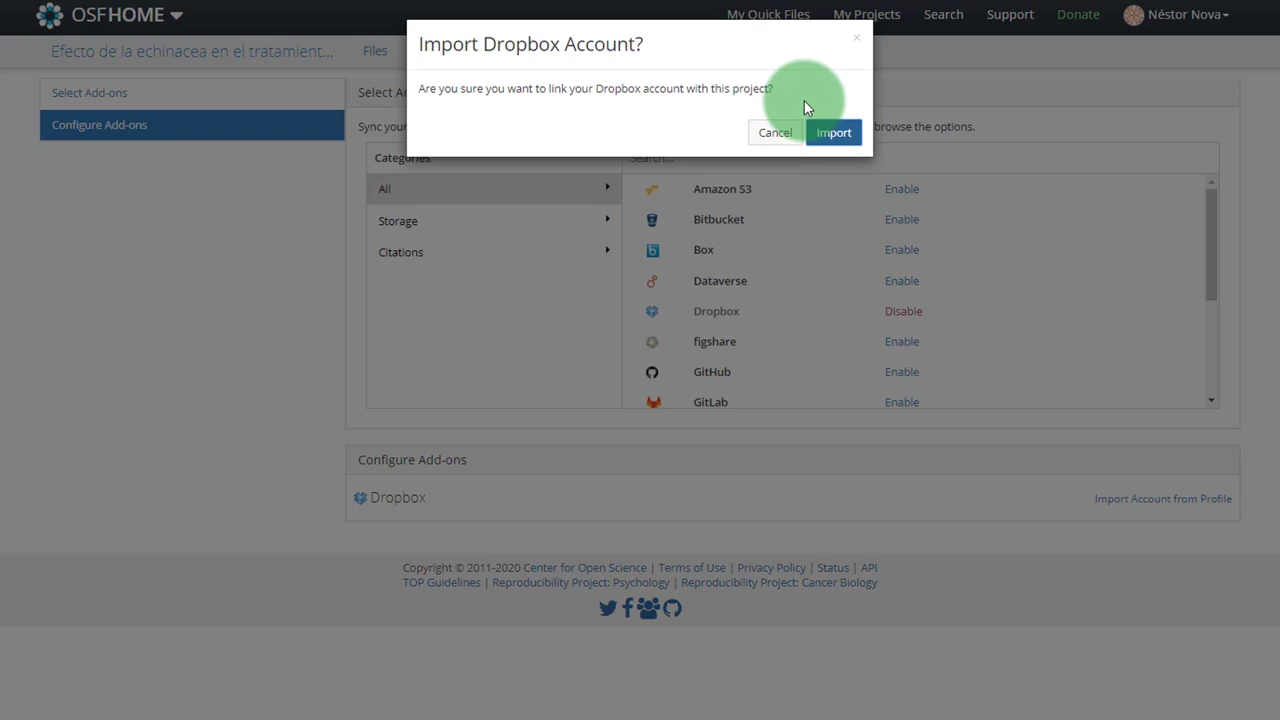 OSFHOME
My Quick Files
My Projects
Search
Support
Donate
Néstor Nova
Efecto de la echinacea en el tratamient...
Files
Import Dropbox Account?
×
Are you sure you want to link your Dropbox account with this project?
Cancel
Import
Select Add-ons
Configure Add-ons
Select A
Sync your
browse the options.
Categories
Search...
All
Storage
Citations
Amazon S3 Enable
Bitbucket Enable
Box Enable
Dataverse Enable
Dropbox Disable
figshare Enable
GitHub Enable
GitLab Enable
Configure Add-ons
Dropbox
Import Account from Profile
Copyright © 2011-2020 Center for Open Science | Terms of Use | Privacy Policy | Status | API
TOP Guidelines | Reproducibility Project: Psychology | Reproducibility Project: Cancer Biology